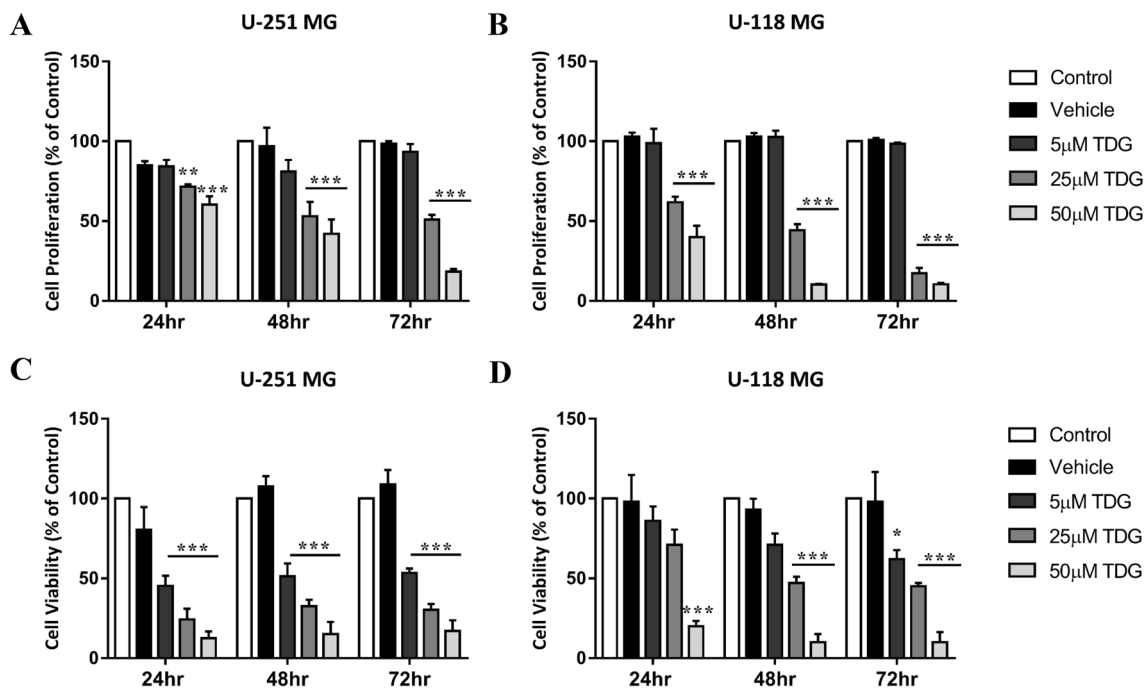 A
U-251 MG
Cell Proliferation (% of Control)
150
100
50
0
**
***
***
***
24hr
48hr
72hr
B
U-118 MG
Cell Proliferation (% of Control)
150
100
50
0
***
***
***
24hr
48hr
72hr
Control
Vehicle
5μM TDG
25μM TDG
50μM TDG
C
U-251 MG
Cell Viability (% of Control)
150
100
50
0
***
***
***
24hr
48hr
72hr
D
U-118 MG
Cell Viability (% of Control)
150
100
50
0
***
***
*
***
24hr
48hr
72hr
Control
Vehicle
5μM TDG
25μM TDG
50μM TDG